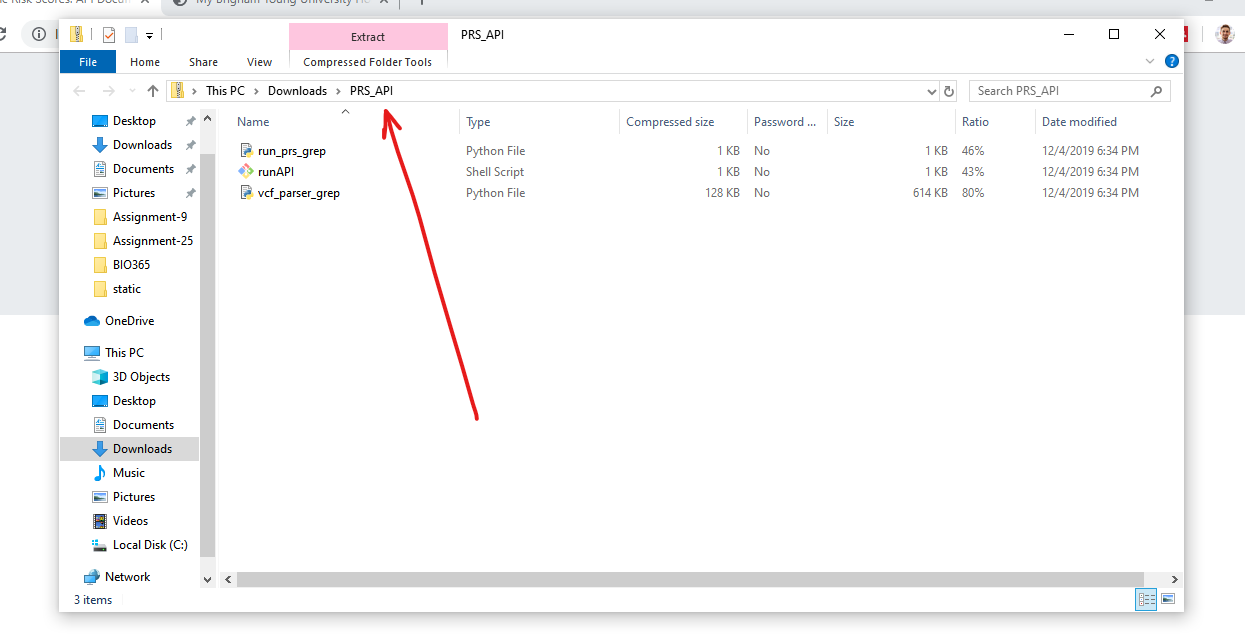 My Brigham Young University
Extract
PRS_API
File Home Share View Compressed Folder Tools
This PC Downloads PRS_API Search PRS_API
Name Type Compressed size Password ... Size Ratio Date modified
run_prs_grep Python File 1 KB No 1 KB 46% 12/4/2019 6:34 PM
runAPI Shell Script 1 KB No 1 KB 43% 12/4/2019 6:34 PM
vcf_parser_grep Python File 128 KB No 614 KB 80% 12/4/2019 6:34 PM
Desktop
Downloads
Documents
Pictures
Assignment-9
Assignment-25
BIO365
static
OneDrive
This PC
3D Objects
Desktop
Documents
Downloads
Music
Pictures
Videos
Local Disk (C:)
Network
3 items